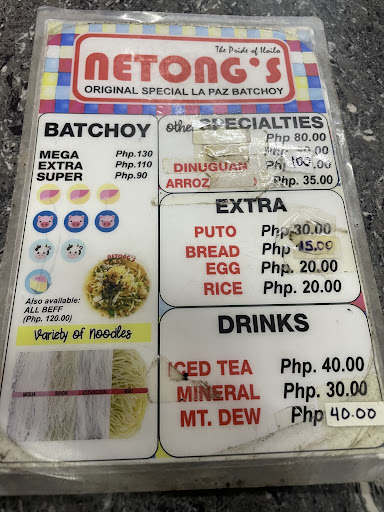 The Pride of Iloilo
NETONG'S
ORIGINAL SPECIAL LA PAZ BATCHOY
BATCHOY
MEGA Php.130
EXTRA Php.110
SUPER Php.90
Also available:
ALL BEFF
(Php. 120.00)
Variety of Noodles
other SPECIALTIES
Php 80.00
DINUGUAN Php 100.00
ARROZ Php. 35.00
EXTRA
PUTO Php 30.00
BREAD Php 45.00
EGG Php. 20.00
RICE Php. 20.00
DRINKS
ICED TEA Php. 40.00
MINERAL Php. 30.00
MT. DEW Php 40.00